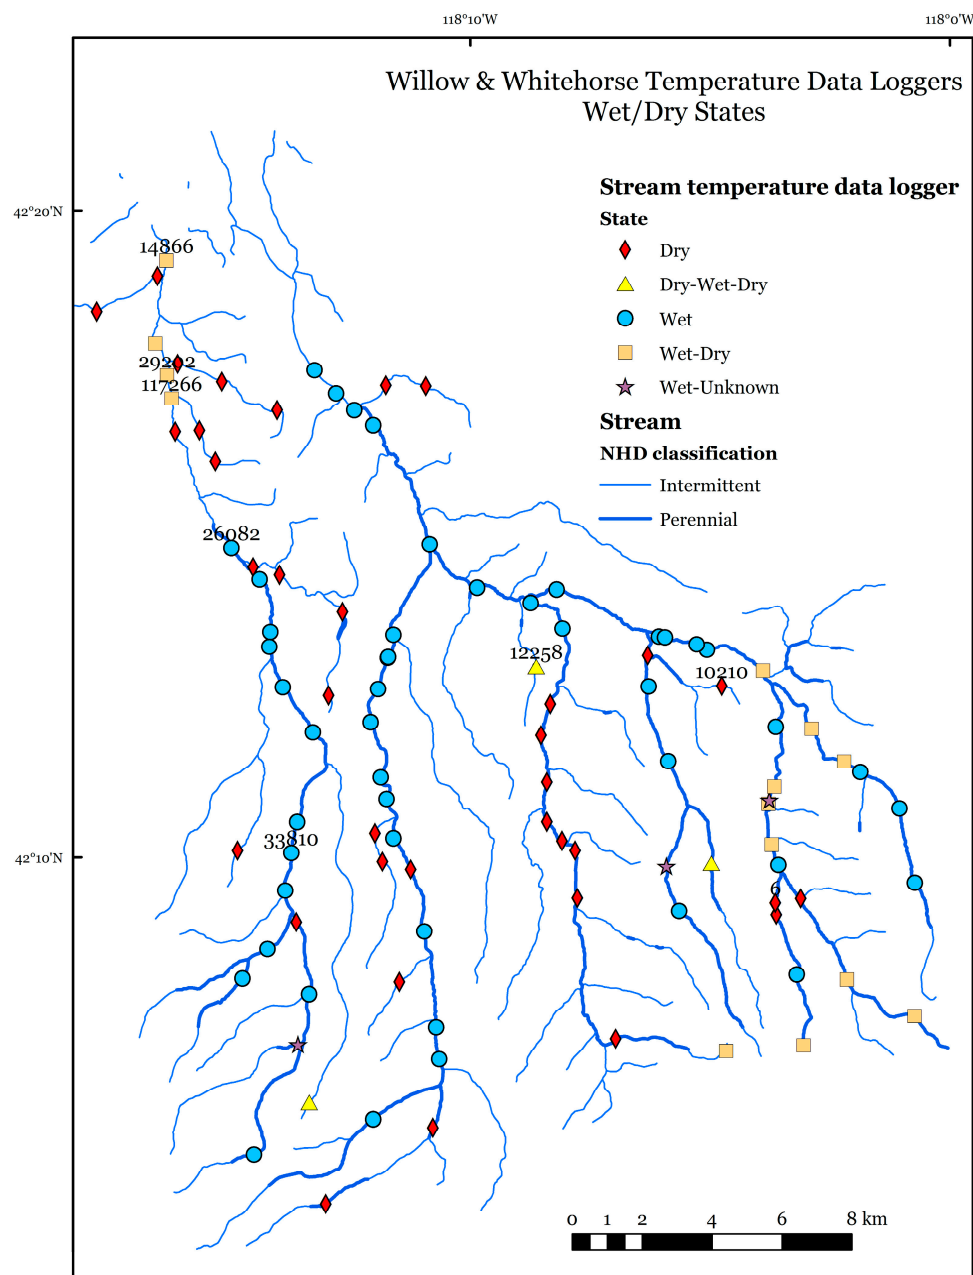 118°10'W
118°0'W
Willow & Whitehorse Temperature Data Loggers
Wet/Dry States
Stream temperature data logger
State
42°20'N
Dry
14866
Dry-Wet-Dry
Wet
Wet-Dry
29202
117266
Wet-Unknown
Stream
NHD classification
Intermittent
Perennial
26082
12258
10210
33810
42°10'N
6
0 1 2 4 6 8 km